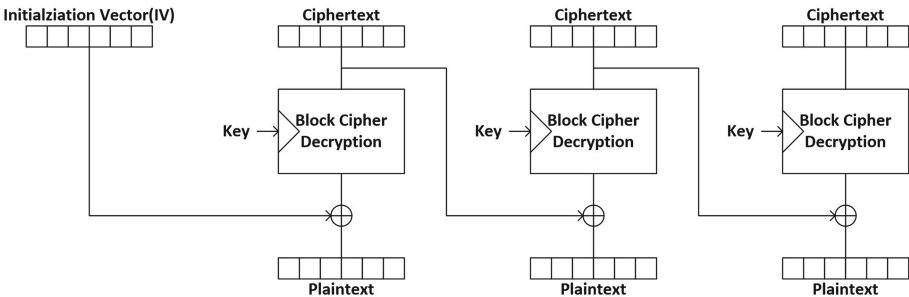 Initialziation Vector(IV)
Ciphertext
Ciphertext
Ciphertext
Key
Block Cipher
Decryption
Key
Block Cipher
Decryption
Key
Block Cipher
Decryption
Plaintext
Plaintext
Plaintext